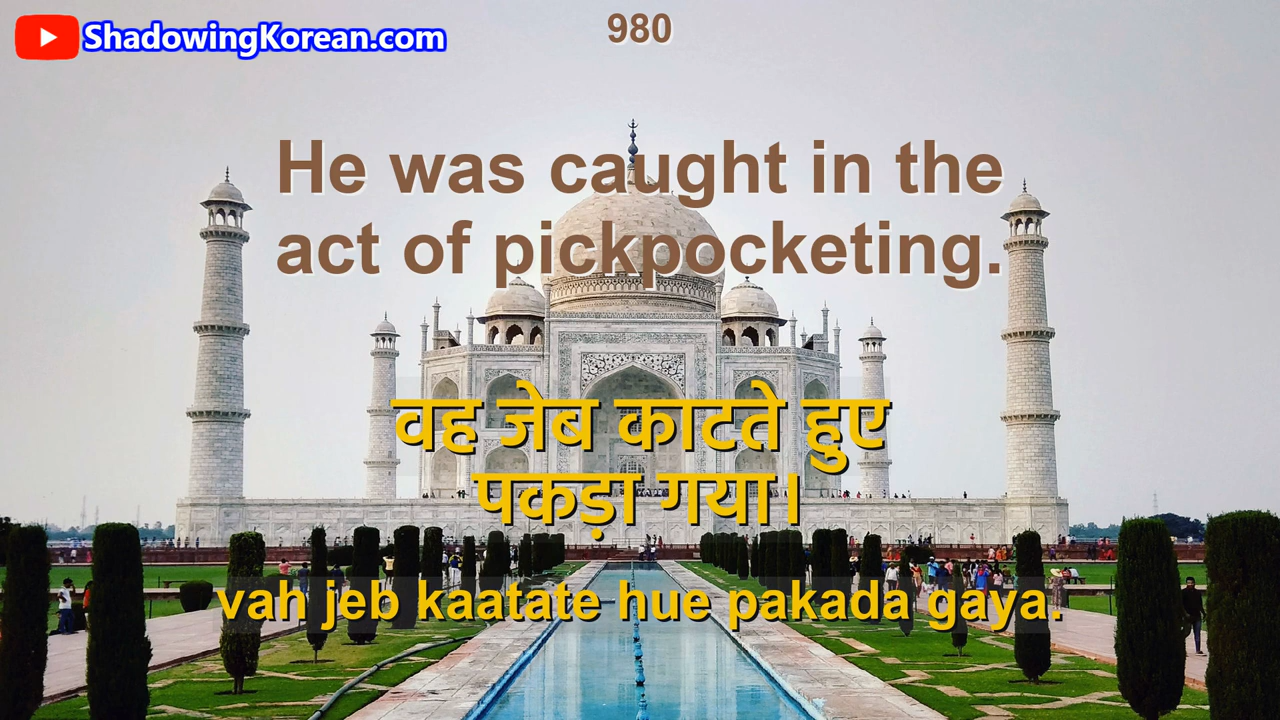 ShadowingKorean.com
980
He was caught in the
act of pickpocketing.
वह जेब काटते हुए
पकड़ा गया।
vah jeb kaatate hue pakada gaya.